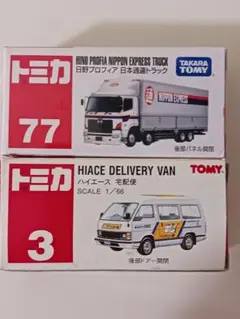 トミカ
77
HINO PROFIA NIPPON EXPRESS TRUCK
日野プロフィア 日本通運トラック
TAKARA TOMY
NIPPON EXPRESS
後部パネル開閉
トミカ
3
HIACE DELIVERY VAN
ハイエース 宅配便
SCALE 1/66
TOMY
後部ドアー開閉